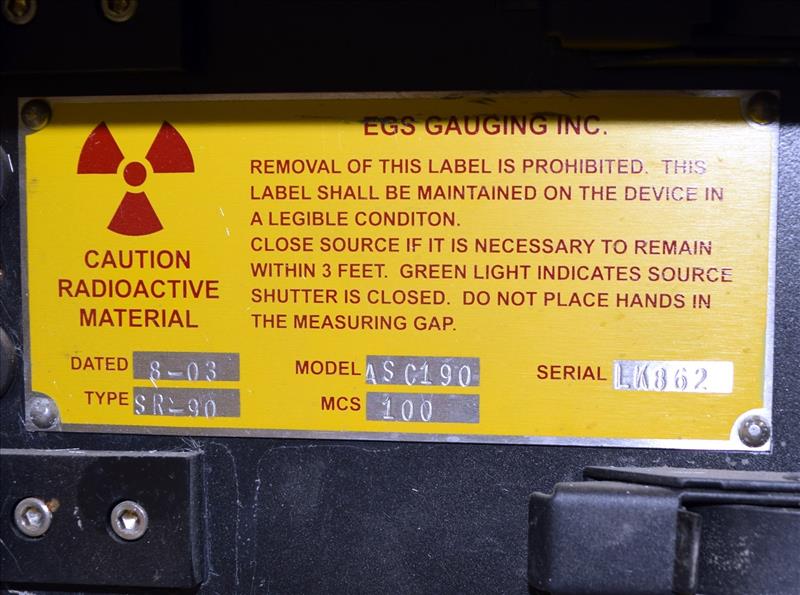 EGS GAUGING INC.
REMOVAL OF THIS LABEL IS PROHIBITED. THIS
LABEL SHALL BE MAINTAINED ON THE DEVICE IN
A LEGIBLE CONDITON.
CLOSE SOURCE IF IT IS NECESSARY TO REMAIN
WITHIN 3 FEET. GREEN LIGHT INDICATES SOURCE
SHUTTER IS CLOSED. DO NOT PLACE HANDS IN
THE MEASURING GAP.
CAUTION
RADIOACTIVE
MATERIAL
DATED 8-03
MODEL ASC190
SERIAL LK862
TYPE SR-90
MCS 100